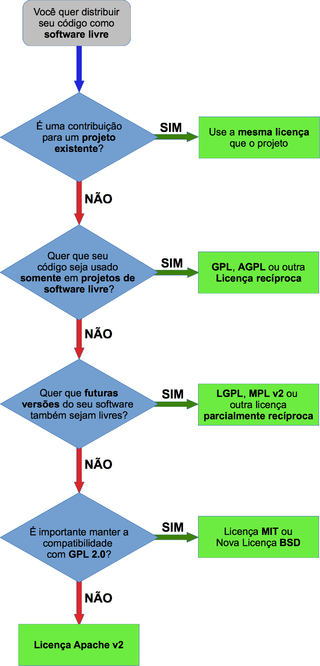 Você quer distribuir
seu código como
software livre
É uma contribuição
para um projeto
existente?
SIM
Use a mesma licença
que o projeto
NÃO
Quer que seu
código seja usado
somente em projetos de
software livre?
SIM
GPL, AGPL ou outra
Licença recíproca
NÃO
Quer que futuras
versões do seu software
também sejam livres?
SIM
LGPL, MPL v2 ou
outra licença
parcialmente recíproca
NÃO
É importante manter a
compatibilidade
com GPL 2.0?
SIM
Licença MIT ou
Nova Licença BSD
NÃO
Licença Apache v2